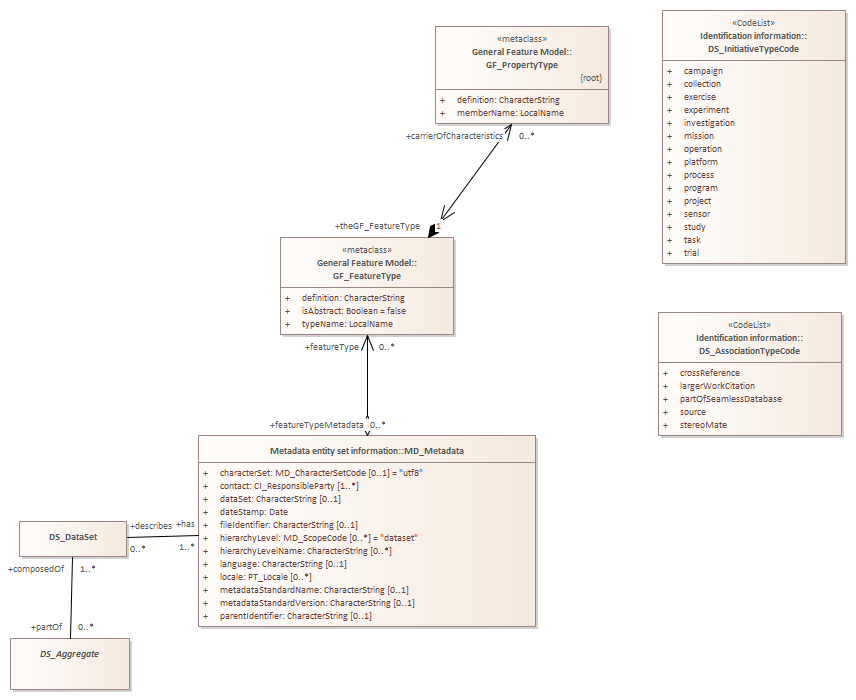 «metaclass»
General Feature Model::
GF_PropertyType
{root}
+ definition: CharacterString
+ memberName: LocalName
+carrierOfCharacteristics 0..*
+theGF_FeatureType 1
«metaclass»
General Feature Model::
GF_FeatureType
+ definition: CharacterString
+ isAbstract: Boolean = false
+ typeName: LocalName
+featureType 0..*
+featureTypeMetadata 0..*
Metadata entity set information::MD_Metadata
+ characterSet: MD_CharacterSetCode [0..1] = "utf8"
+ contact: CI_ResponsibleParty [1..*]
+ dataSet: CharacterString [0..1]
+ dateStamp: Date
+ fileIdentifier: CharacterString [0..1]
+ hierarchyLevel: MD_ScopeCode [0..*] = "dataset"
+ hierarchyLevelName: CharacterString [0..*]
+ language: CharacterString [0..1]
+ locale: PT_Locale [0..*]
+ metadataStandardName: CharacterString [0..1]
+ metadataStandardVersion: CharacterString [0..1]
+ parentIdentifier: CharacterString [0..1]
DS_DataSet
+describes +has
0..* 1..*
+composedOf 1..*
+partOf 0..*
DS_Aggregate
«CodeList»
Identification information::
DS_InitiativeTypeCode
+ campaign
+ collection
+ exercise
+ experiment
+ investigation
+ mission
+ operation
+ platform
+ process
+ program
+ project
+ sensor
+ study
+ task
+ trial
«CodeList»
Identification information::
DS_AssociationTypeCode
+ crossReference
+ largerWorkCitation
+ partOfSeamlessDatabase
+ source
+ stereoMate